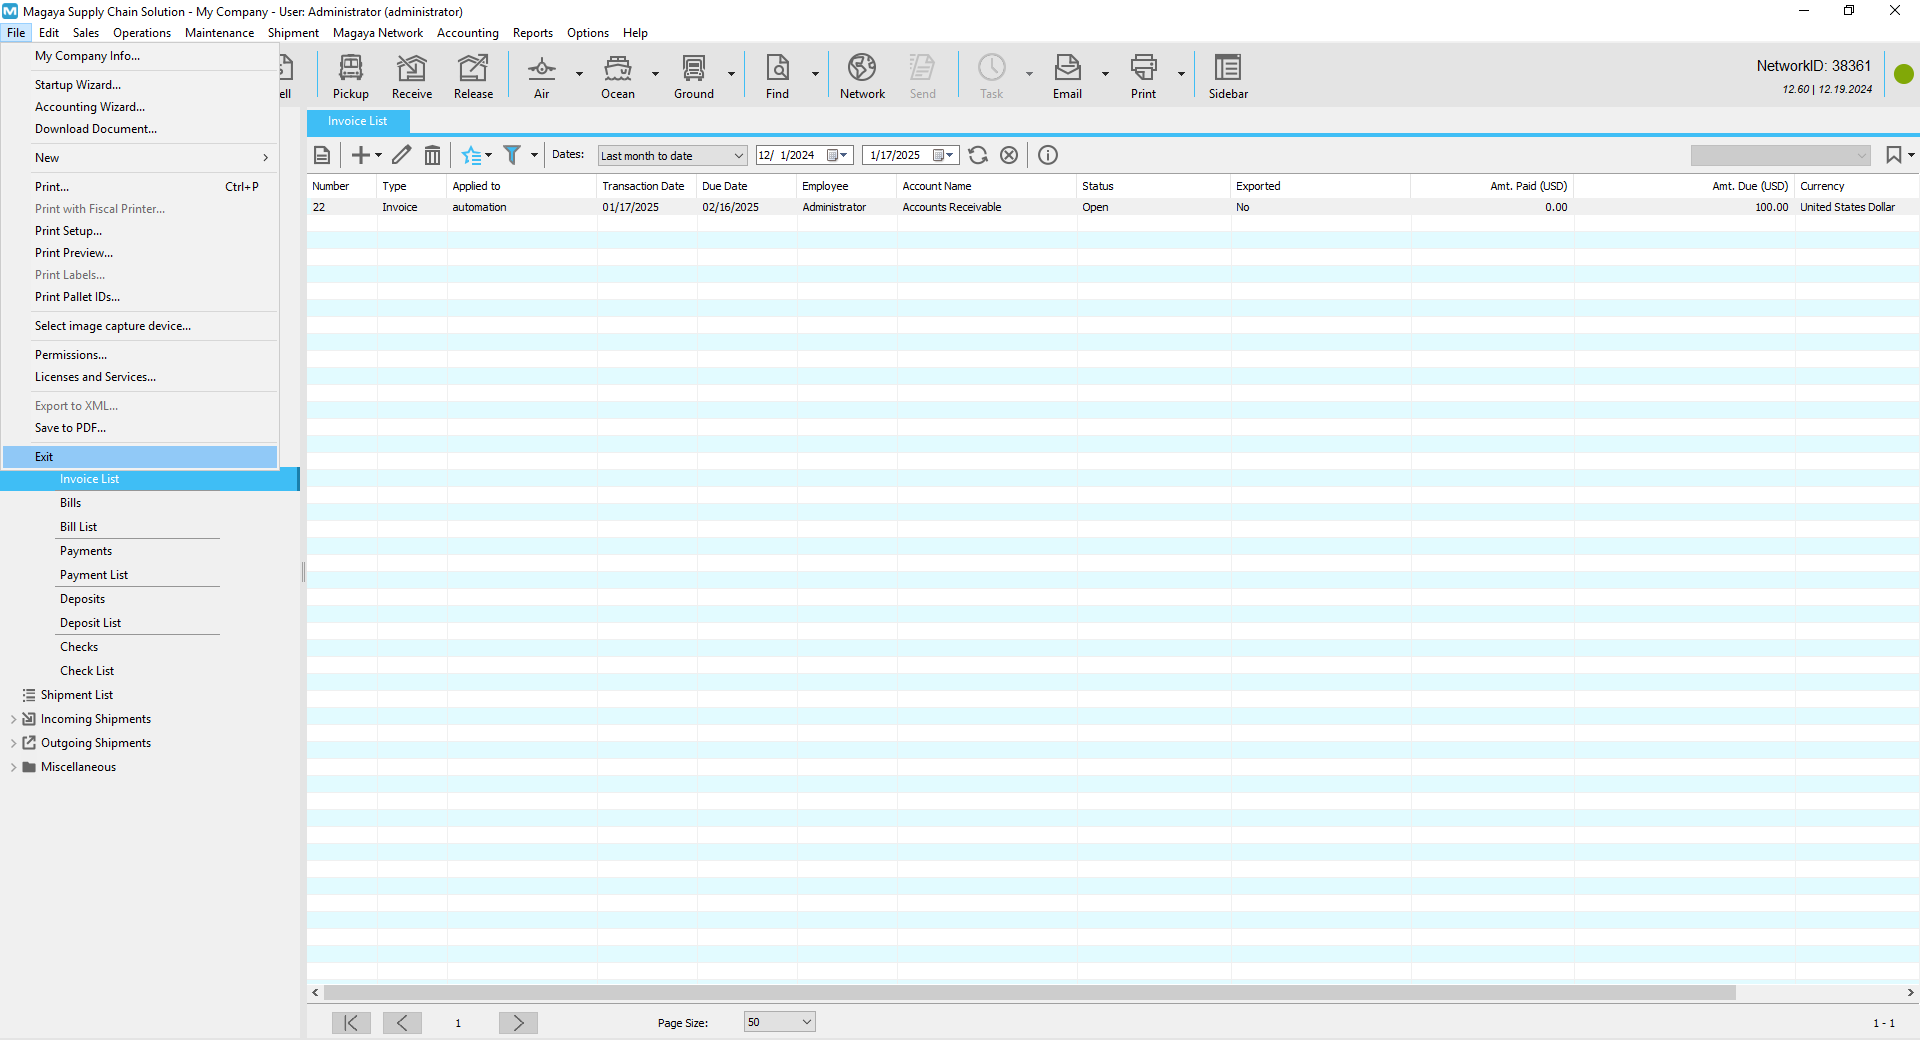 Magaya Supply Chain Solution - My Company - User: Administrator (administrator)
File Edit Sales Operations Maintenance Shipment Magaya Network Accounting Reports Options Help
My Company Info...
Startup Wizard...
Accounting Wizard...
Download Document...
New
Print... Ctrl+P
Print with Fiscal Printer...
Print Setup...
Print Preview...
Print Labels...
Print Pallet IDs...
Select image capture device...
Permissions...
Licenses and Services...
Export to XML...
Save to PDF...
Exit
Invoice List
Bills
Bill List
Payments
Payment List
Deposits
Deposit List
Checks
Check List
Shipment List
Incoming Shipments
Outgoing Shipments
Miscellaneous
ell Pickup Receive Release Air Ocean Ground Find Network Send Task Email Print Sidebar
NetworkID: 38361
12.60 | 12.19.2024
Invoice List
Dates: Last month to date 12/ 1/2024 1/17/2025
Number Type Applied to Transaction Date Due Date Employee Account Name Status Exported Amt. Paid (USD) Amt. Due (USD) Currency
22 Invoice automation 01/17/2025 02/16/2025 Administrator Accounts Receivable Open No 0.00 100.00 United States Dollar
1 Page Size: 50 1 - 1